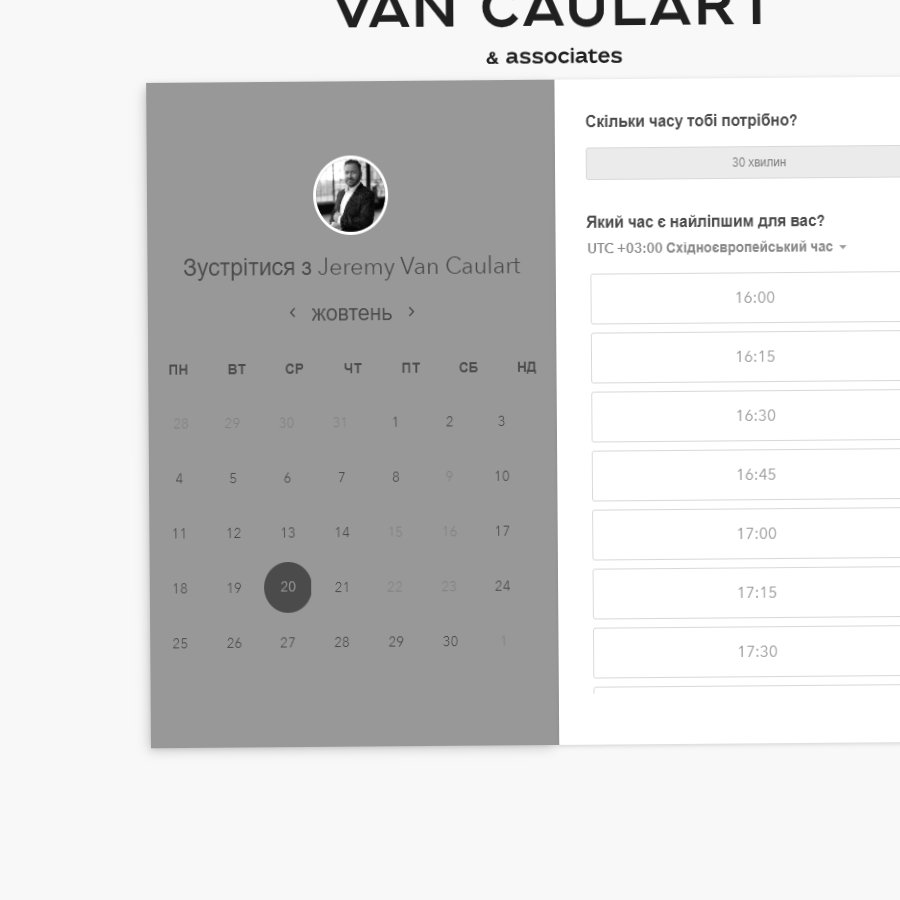 VAN CAULART
& associates
Зустрітися з Jeremy Van Caulart
жовтень
ПН ВТ СР ЧТ ПТ СБ НД
28 29 30 31 1 2 3
4 5 6 7 8 9 10
11 12 13 14 15 16 17
18 19 20 21 22 23 24
25 26 27 28 29 30 1
Скільки часу тобі потрібно?
30 хвилин
Який час є найліпшим для вас?
UTC +03:00 Східноєвропейський час
16:00
16:15
16:30
16:45
17:00
17:15
17:30